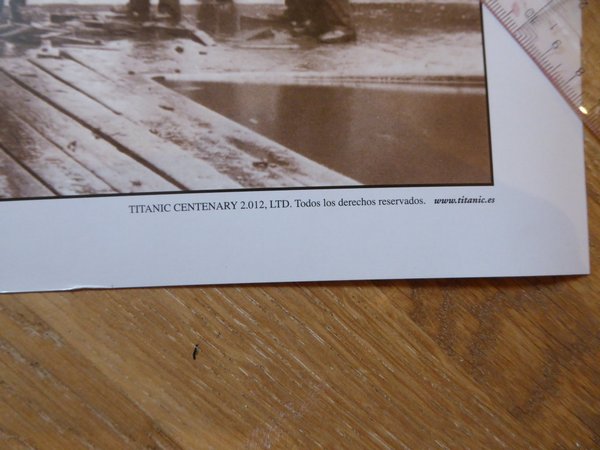 TITANIC CENTENARY 2.012, LTD. Todos los derechos reservados. www.titanic.es